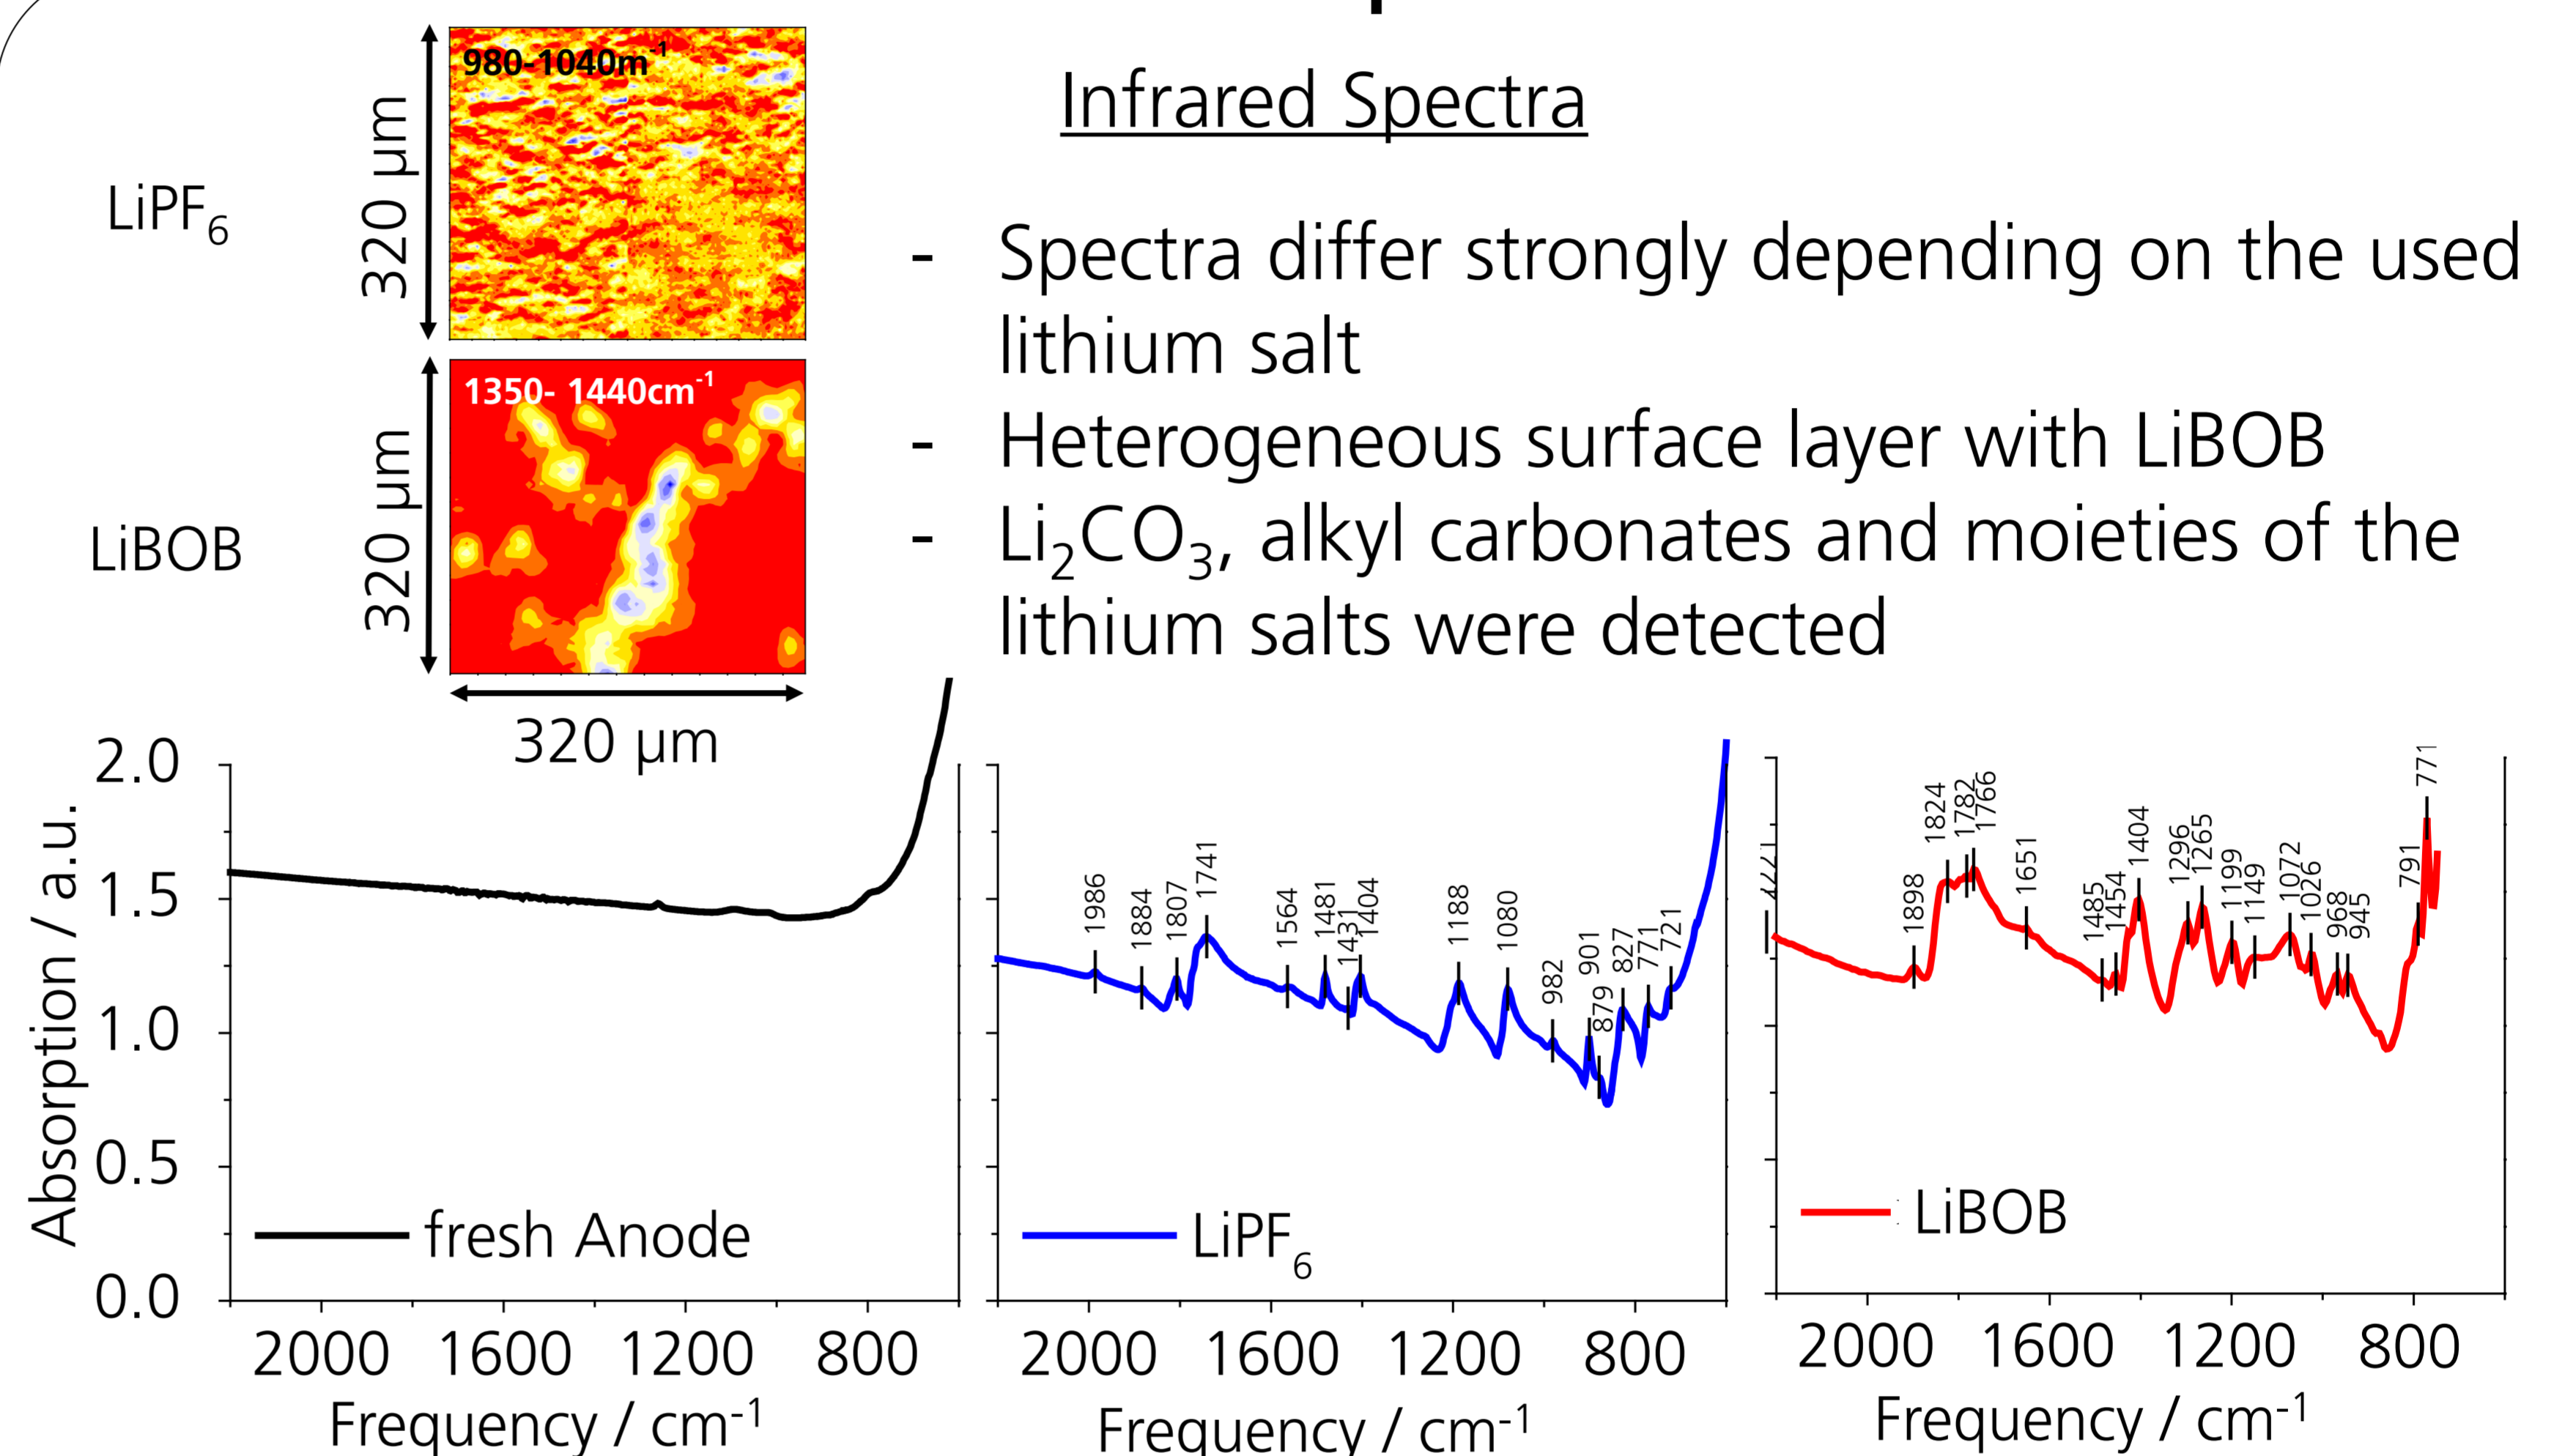 Infrared Spectra
LiPF6
320 µm
980-1040m-1
- Spectra differ strongly depending on the used
lithium salt
- Heterogeneous surface layer with LiBOB
- Li2CO3, alkyl carbonates and moieties of the
lithium salts were detected
LiBOB
320 µm
1350- 1440cm-1
320 µm
Absorption / a.u.
2.0
1.5
1.0
0.5
0.0
fresh Anode
2000 1600 1200 800
Frequency / cm-1
1986
1884
1807
1741
1564
1481
1431
1404
1188
1080
982
901
879
827
771
721
LiPF6
2000 1600 1200 800
Frequency / cm-1
1898
1824
1782
1766
1651
1485
1454
1404
1296
1265
1199
1149
1072
1026
968
945
791
771
LiBOB
2000 1600 1200 800
Frequency / cm-1